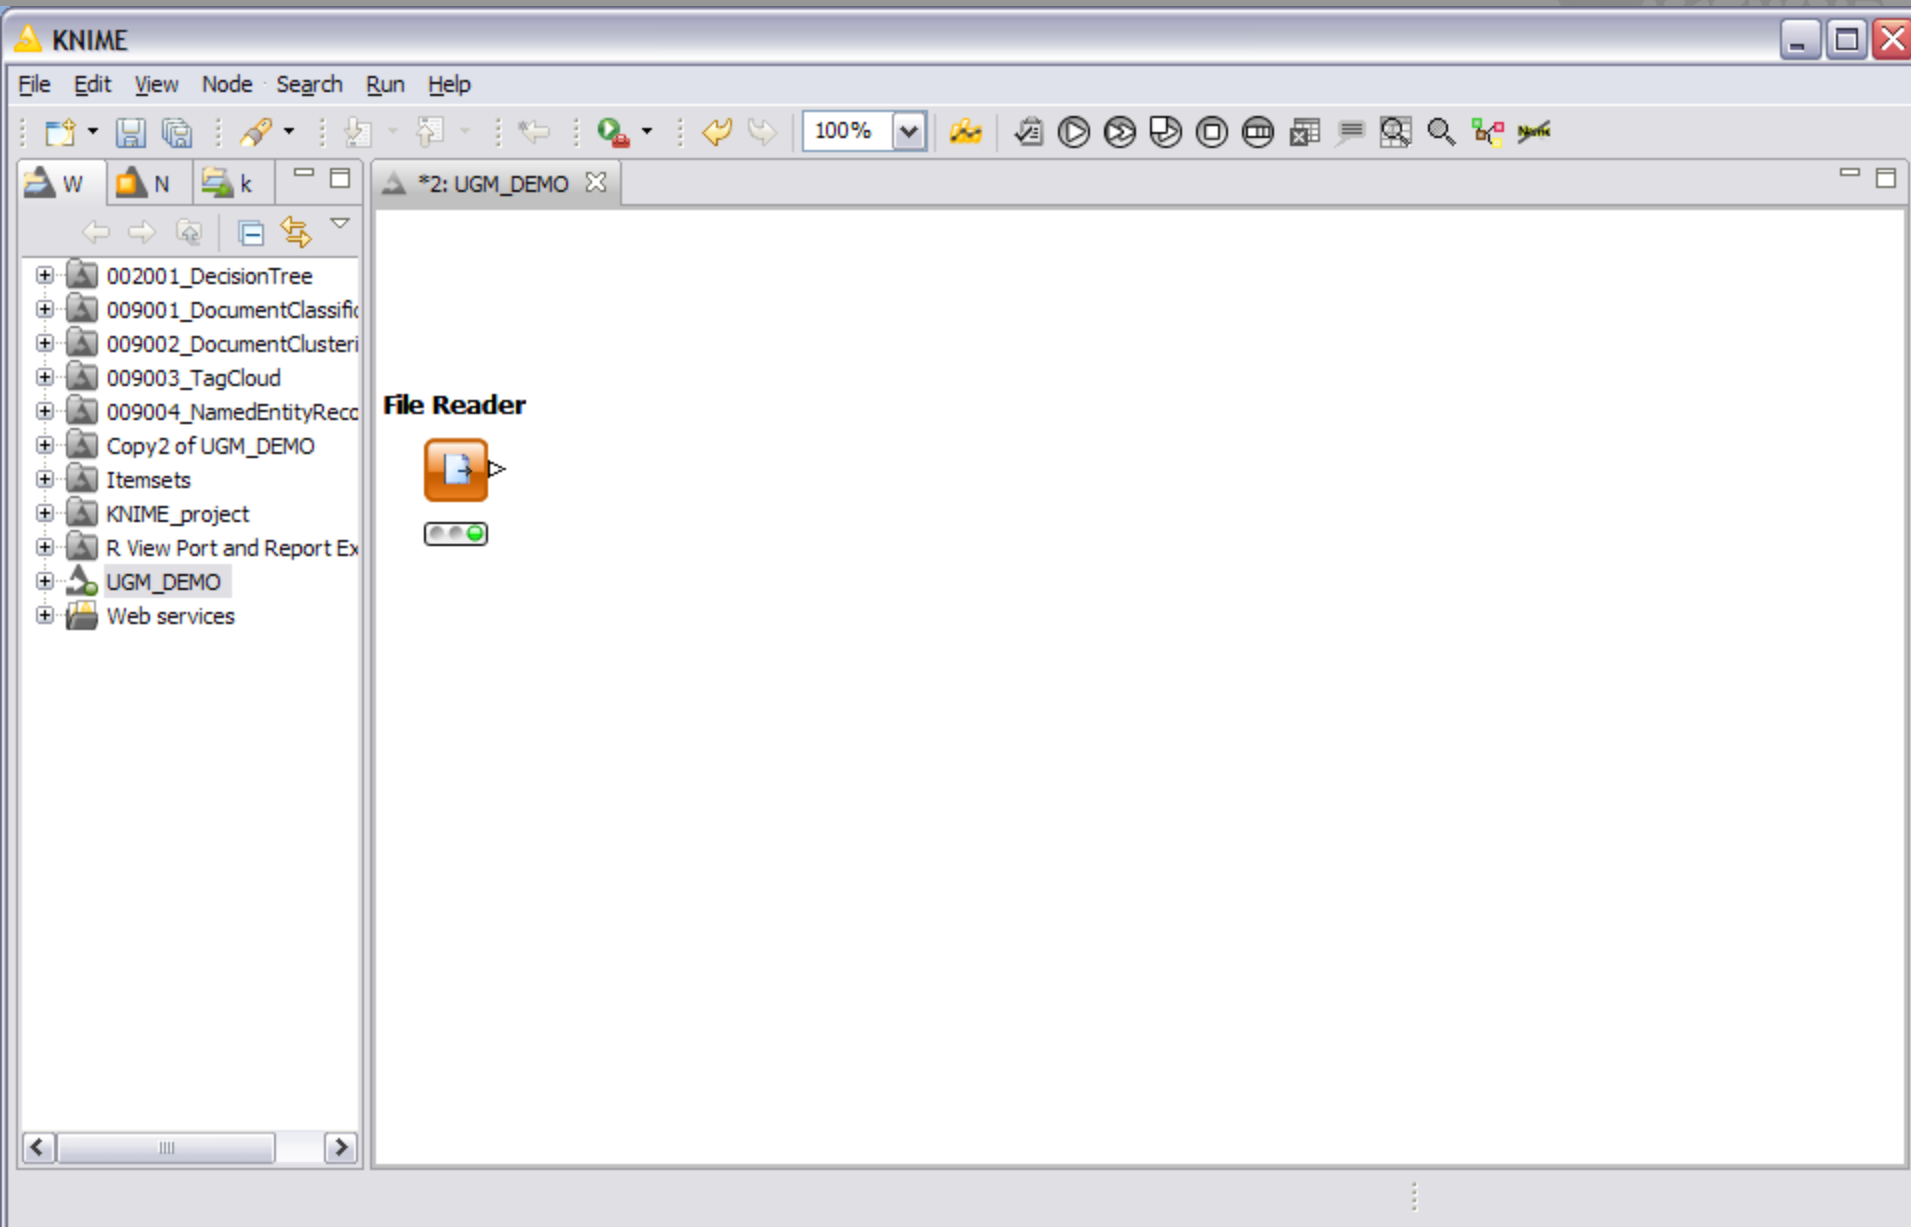 KNIME
File Edit View Node Search Run Help
100%
W N k
*2: UGM_DEMO
002001_DecisionTree
009001_DocumentClassific
009002_DocumentClusteri
009003_TagCloud
009004_NamedEntityReco
Copy2 of UGM_DEMO
Itemsets
KNIME_project
R View Port and Report Ex
UGM_DEMO
Web services
File Reader